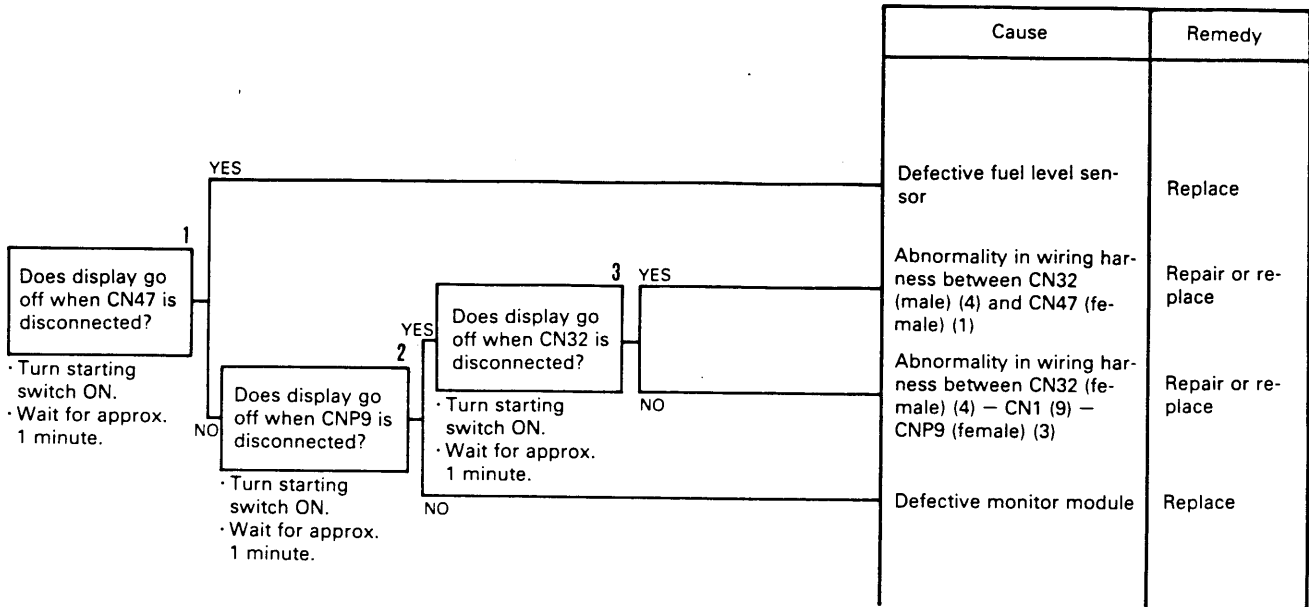 Cause
Remedy
YES
Defective fuel level sen-
sor
Replace
1
Does display go
off when CN47 is
disconnected?
· Turn starting
switch ON.
· Wait for approx.
1 minute.
NO
2
Does display go
off when CNP9 is
disconnected?
· Turn starting
switch ON.
· Wait for approx.
1 minute.
YES
3
Does display go
off when CN32 is
disconnected?
· Turn starting
switch ON.
· Wait for approx.
1 minute.
YES
Abnormality in wiring har-
ness between CN32
(male) (4) and CN47 (fe-
male) (1)
Repair or re-
place
NO
Abnormality in wiring har-
ness between CN32 (fe-
male) (4) – CN1 (9) –
CNP9 (female) (3)
Repair or re-
place
NO
Defective monitor module
Replace